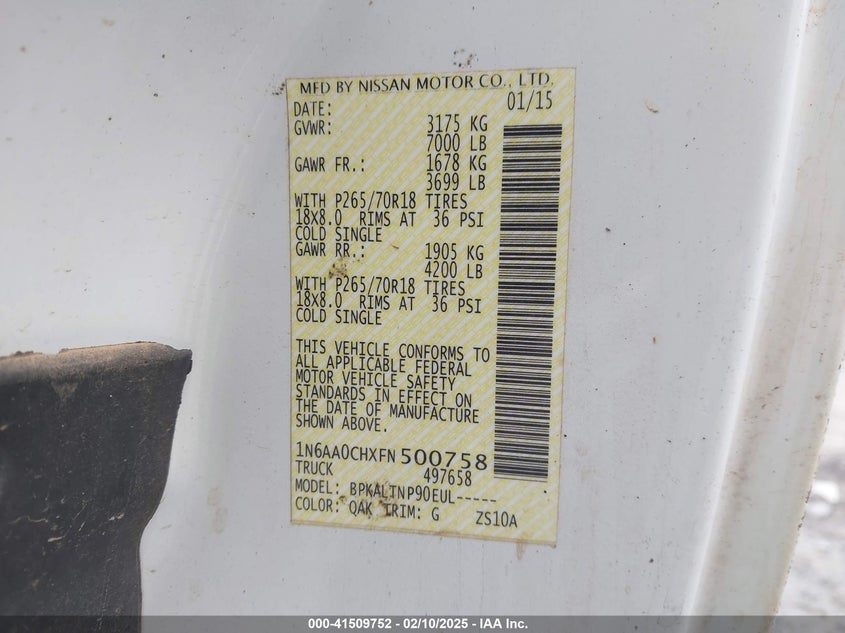 MFD BY NISSAN MOTOR CO., LTD.
DATE: 01/15
GVWR: 3175 KG
7000 LB
GAWR FR.: 1678 KG
3699 LB
WITH P265/70R18 TIRES
18X8.0 RIMS AT 36 PSI
COLD SINGLE
GAWR RR.: 1905 KG
4200 LB
WITH P265/70R18 TIRES
18X8.0 RIMS AT 36 PSI
COLD SINGLE
THIS VEHICLE CONFORMS TO
ALL APPLICABLE FEDERAL
MOTOR VEHICLE SAFETY
STANDARDS IN EFFECT ON
THE DATE OF MANUFACTURE
SHOWN ABOVE.
1N6AA0CHXFN500758
TRUCK 497658
MODEL: BPKALTNP90EUL-----
COLOR: QAK TRIM: G ZS10A
000-41509752 — 02/10/2025 — IAA Inc.